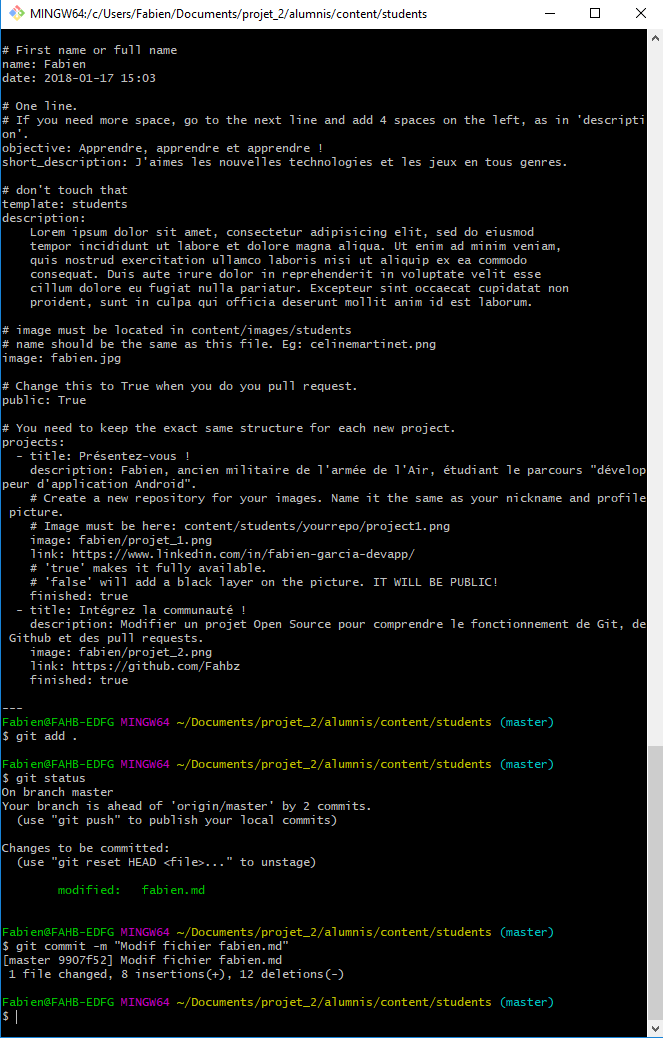 MINGW64:/c/Users/Fabien/Documents/projet_2/alumnis/content/students
# First name or full name
name: Fabien
date: 2018-01-17 15:03
# One line.
# If you need more space, go to the next line and add 4 spaces on the left, as in 'descripti
on'.
objective: Apprendre, apprendre et apprendre !
short_description: J'aimes les nouvelles technologies et les jeux en tous genres.
# don't touch that
template: students
description:
    Lorem ipsum dolor sit amet, consectetur adipisicing elit, sed do eiusmod
    tempor incididunt ut labore et dolore magna aliqua. Ut enim ad minim veniam,
    quis nostrud exercitation ullamco laboris nisi ut aliquip ex ea commodo
    consequat. Duis aute irure dolor in reprehenderit in voluptate velit esse
    cillum dolore eu fugiat nulla pariatur. Excepteur sint occaecat cupidatat non
    proident, sunt in culpa qui officia deserunt mollit anim id est laborum.
# image must be located in content/images/students
# name should be the same as this file. Eg: celinemartinet.png
image: fabien.jpg
# Change this to True when you do you pull request.
public: True
# You need to keep the exact same structure for each new project.
projects:
  - title: Présentez-vous !
    description: Fabien, ancien militaire de l'armée de l'Air, étudiant le parcours "dévelop
peur d'application Android".
    # Create a new repository for your images. Name it the same as your nickname and profile
 picture.
    # Image must be here: content/students/yourrepo/project1.png
    image: fabien/projet_1.png
    link: https://www.linkedin.com/in/fabien-garcia-devapp/
    # 'true' makes it fully available.
    # 'false' will add a black layer on the picture. IT WILL BE PUBLIC!
    finished: true
  - title: Intégrez la communauté !
    description: Modifier un projet Open Source pour comprendre le fonctionnement de Git, de
 Github et des pull requests.
    image: fabien/projet_2.png
    link: https://github.com/Fahbz
    finished: true
---
Fabien@FAHB-EDFG MINGW64 ~/Documents/projet_2/alumnis/content/students (master)
$ git add .
Fabien@FAHB-EDFG MINGW64 ~/Documents/projet_2/alumnis/content/students (master)
$ git status
On branch master
Your branch is ahead of 'origin/master' by 2 commits.
  (use "git push" to publish your local commits)
Changes to be committed:
  (use "git reset HEAD <file>..." to unstage)
        modified:   fabien.md
Fabien@FAHB-EDFG MINGW64 ~/Documents/projet_2/alumnis/content/students (master)
$ git commit -m "Modif fichier fabien.md"
[master 9907f52] Modif fichier fabien.md
 1 file changed, 8 insertions(+), 12 deletions(-)
Fabien@FAHB-EDFG MINGW64 ~/Documents/projet_2/alumnis/content/students (master)
$